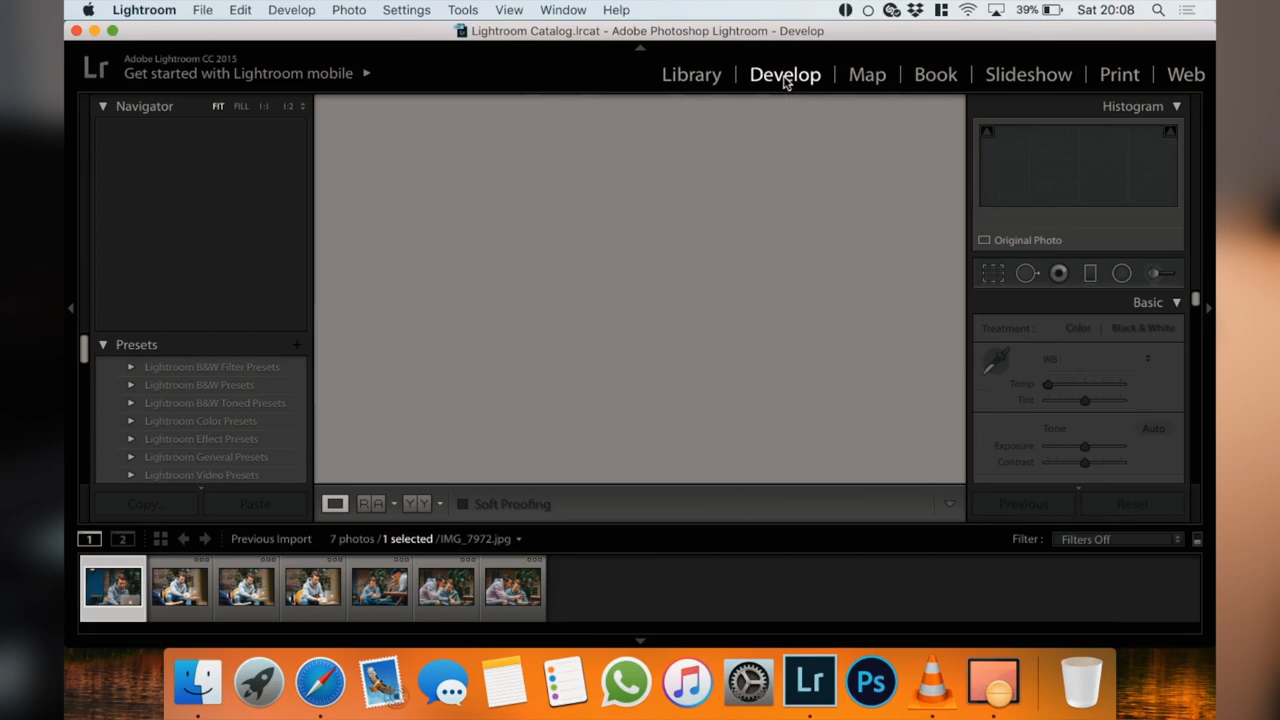 Lightroom File Edit Develop Photo Settings Tools View Window Help 39% Sat 20:08
Lightroom Catalog.lrcat - Adobe Photoshop Lightroom - Develop
Lr Adobe Lightroom CC 2015
Get started with Lightroom mobile
Library | Develop | Map | Book | Slideshow | Print | Web
Navigator FIT FILL 1:1 1:2
Histogram
Original Photo
Basic
Treatment : Color | Black & White
WB :
Temp
Tint
Tone Auto
Exposure
Contrast
Previous Reset
Presets +
Lightroom B&W Filter Presets
Lightroom B&W Presets
Lightroom B&W Toned Presets
Lightroom Color Presets
Lightroom Effect Presets
Lightroom General Presets
Lightroom Video Presets
Copy... Paste
R A Y Y Soft Proofing
1 2 Previous Import 7 photos / 1 selected / IMG_7972.jpg Filter : Filters Off
Lr Ps